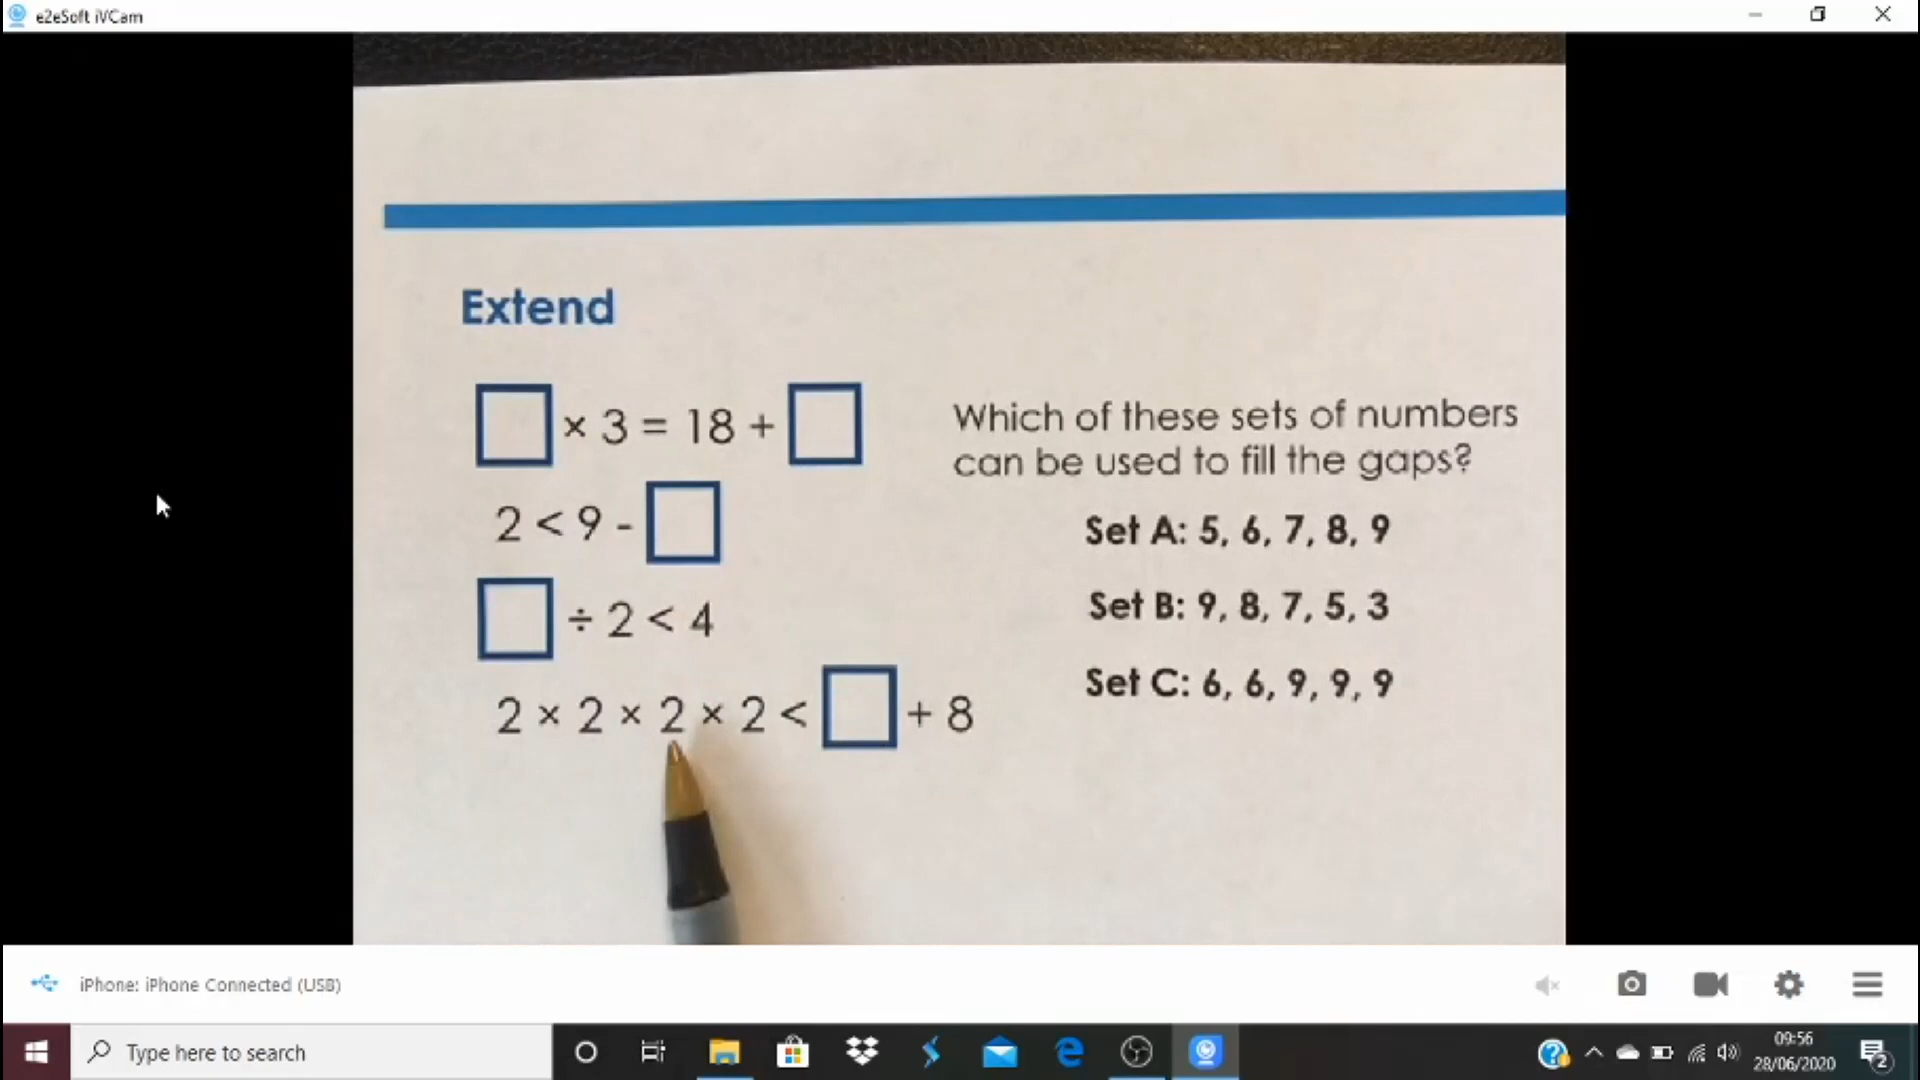 e2eSoft iVCam
Extend
□ × 3 = 18 + □
2 < 9 - □
□ ÷ 2 < 4
2 × 2 × 2 × 2 < □ + 8
Which of these sets of numbers
can be used to fill the gaps?
Set A: 5, 6, 7, 8, 9
Set B: 9, 8, 7, 5, 3
Set C: 6, 6, 9, 9, 9
iPhone: iPhone Connected (USB)
Type here to search
09:56
28/06/2020
2